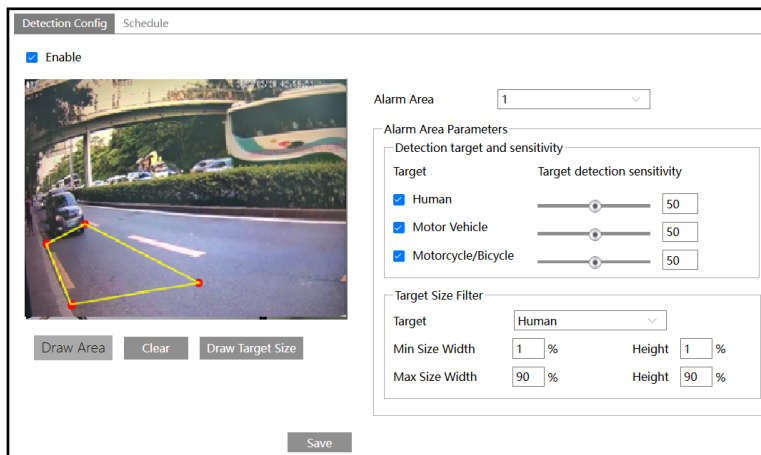 Detection Config Schedule
Enable
Alarm Area 1
Alarm Area Parameters
Detection target and sensitivity
Target Target detection sensitivity
Human 50
Motor Vehicle 50
Motorcycle/Bicycle 50
Target Size Filter
Target Human
Min Size Width 1 % Height 1 %
Max Size Width 90 % Height 90 %
Draw Area Clear Draw Target Size
Save